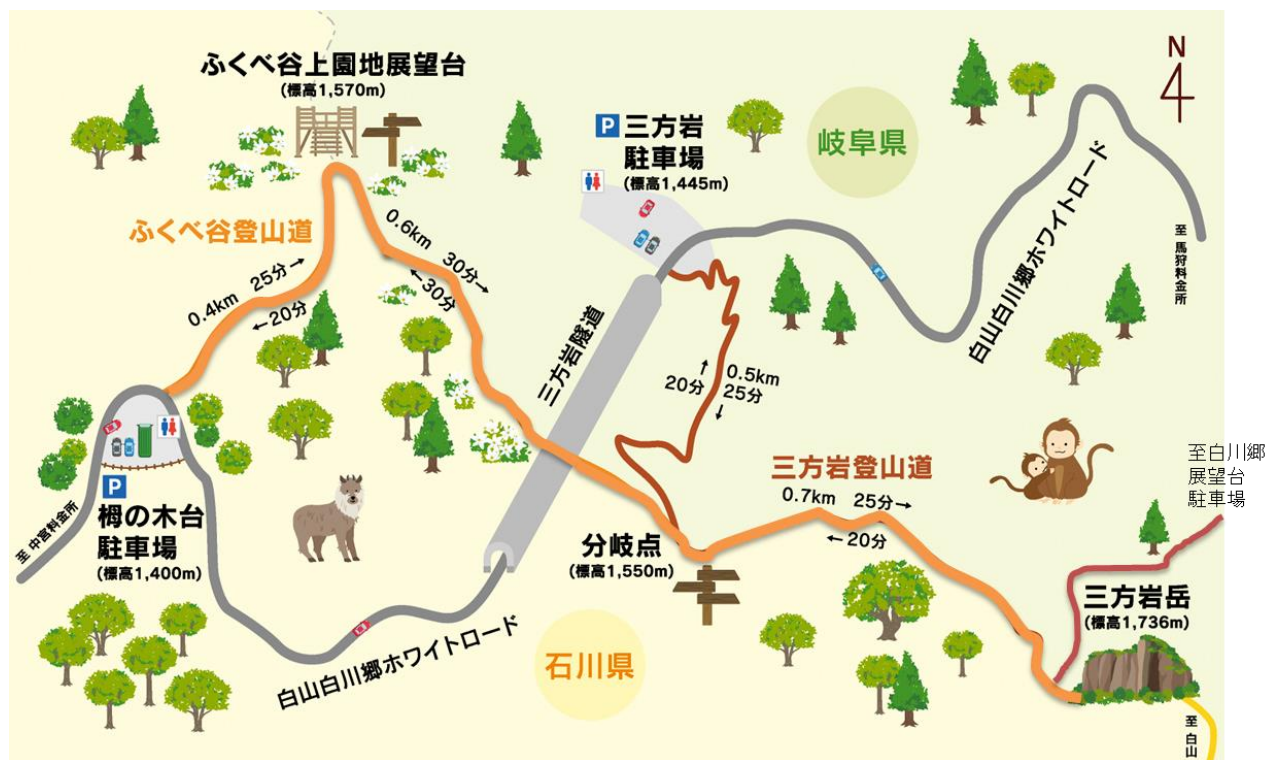 ふくべ谷上園地展望台
(標高1,570m)
N
P 三方岩
駐車場
(標高1,445m)
岐阜県
白山白川郷ホワイトロード
至 馬狩料金所
ふくべ谷登山道
0.6km 30分→
←30分
0.4km 25分→
←20分
三方岩隧道
↑
20分
0.5km
25分
↓
至白川郷
展望台
駐車場
三方岩登山道
0.7km 25分→
←20分
P
栂の木台
駐車場
(標高1,400m)
至 中宮料金所
分岐点
(標高1,550m)
三方岩岳
(標高1,736m)
白山白川郷ホワイトロード
石川県
至 白山